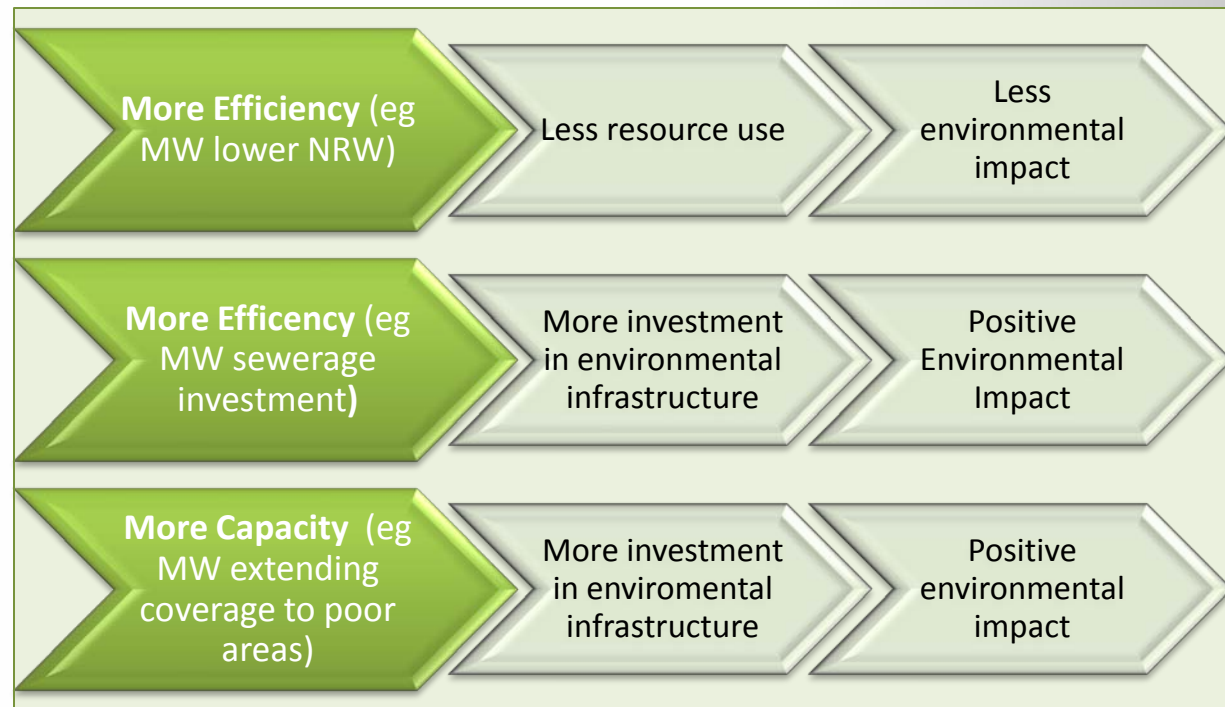 More Efficiency (eg
MW lower NRW)
Less resource use
Less
environmental
impact
More Efficency (eg
MW sewerage
investment)
More investment
in environmental
infrastructure
Positive
Environmental
Impact
More Capacity (eg
MW extending
coverage to poor
areas)
More investment
in enviromental
infrastructure
Positive
environmental
impact